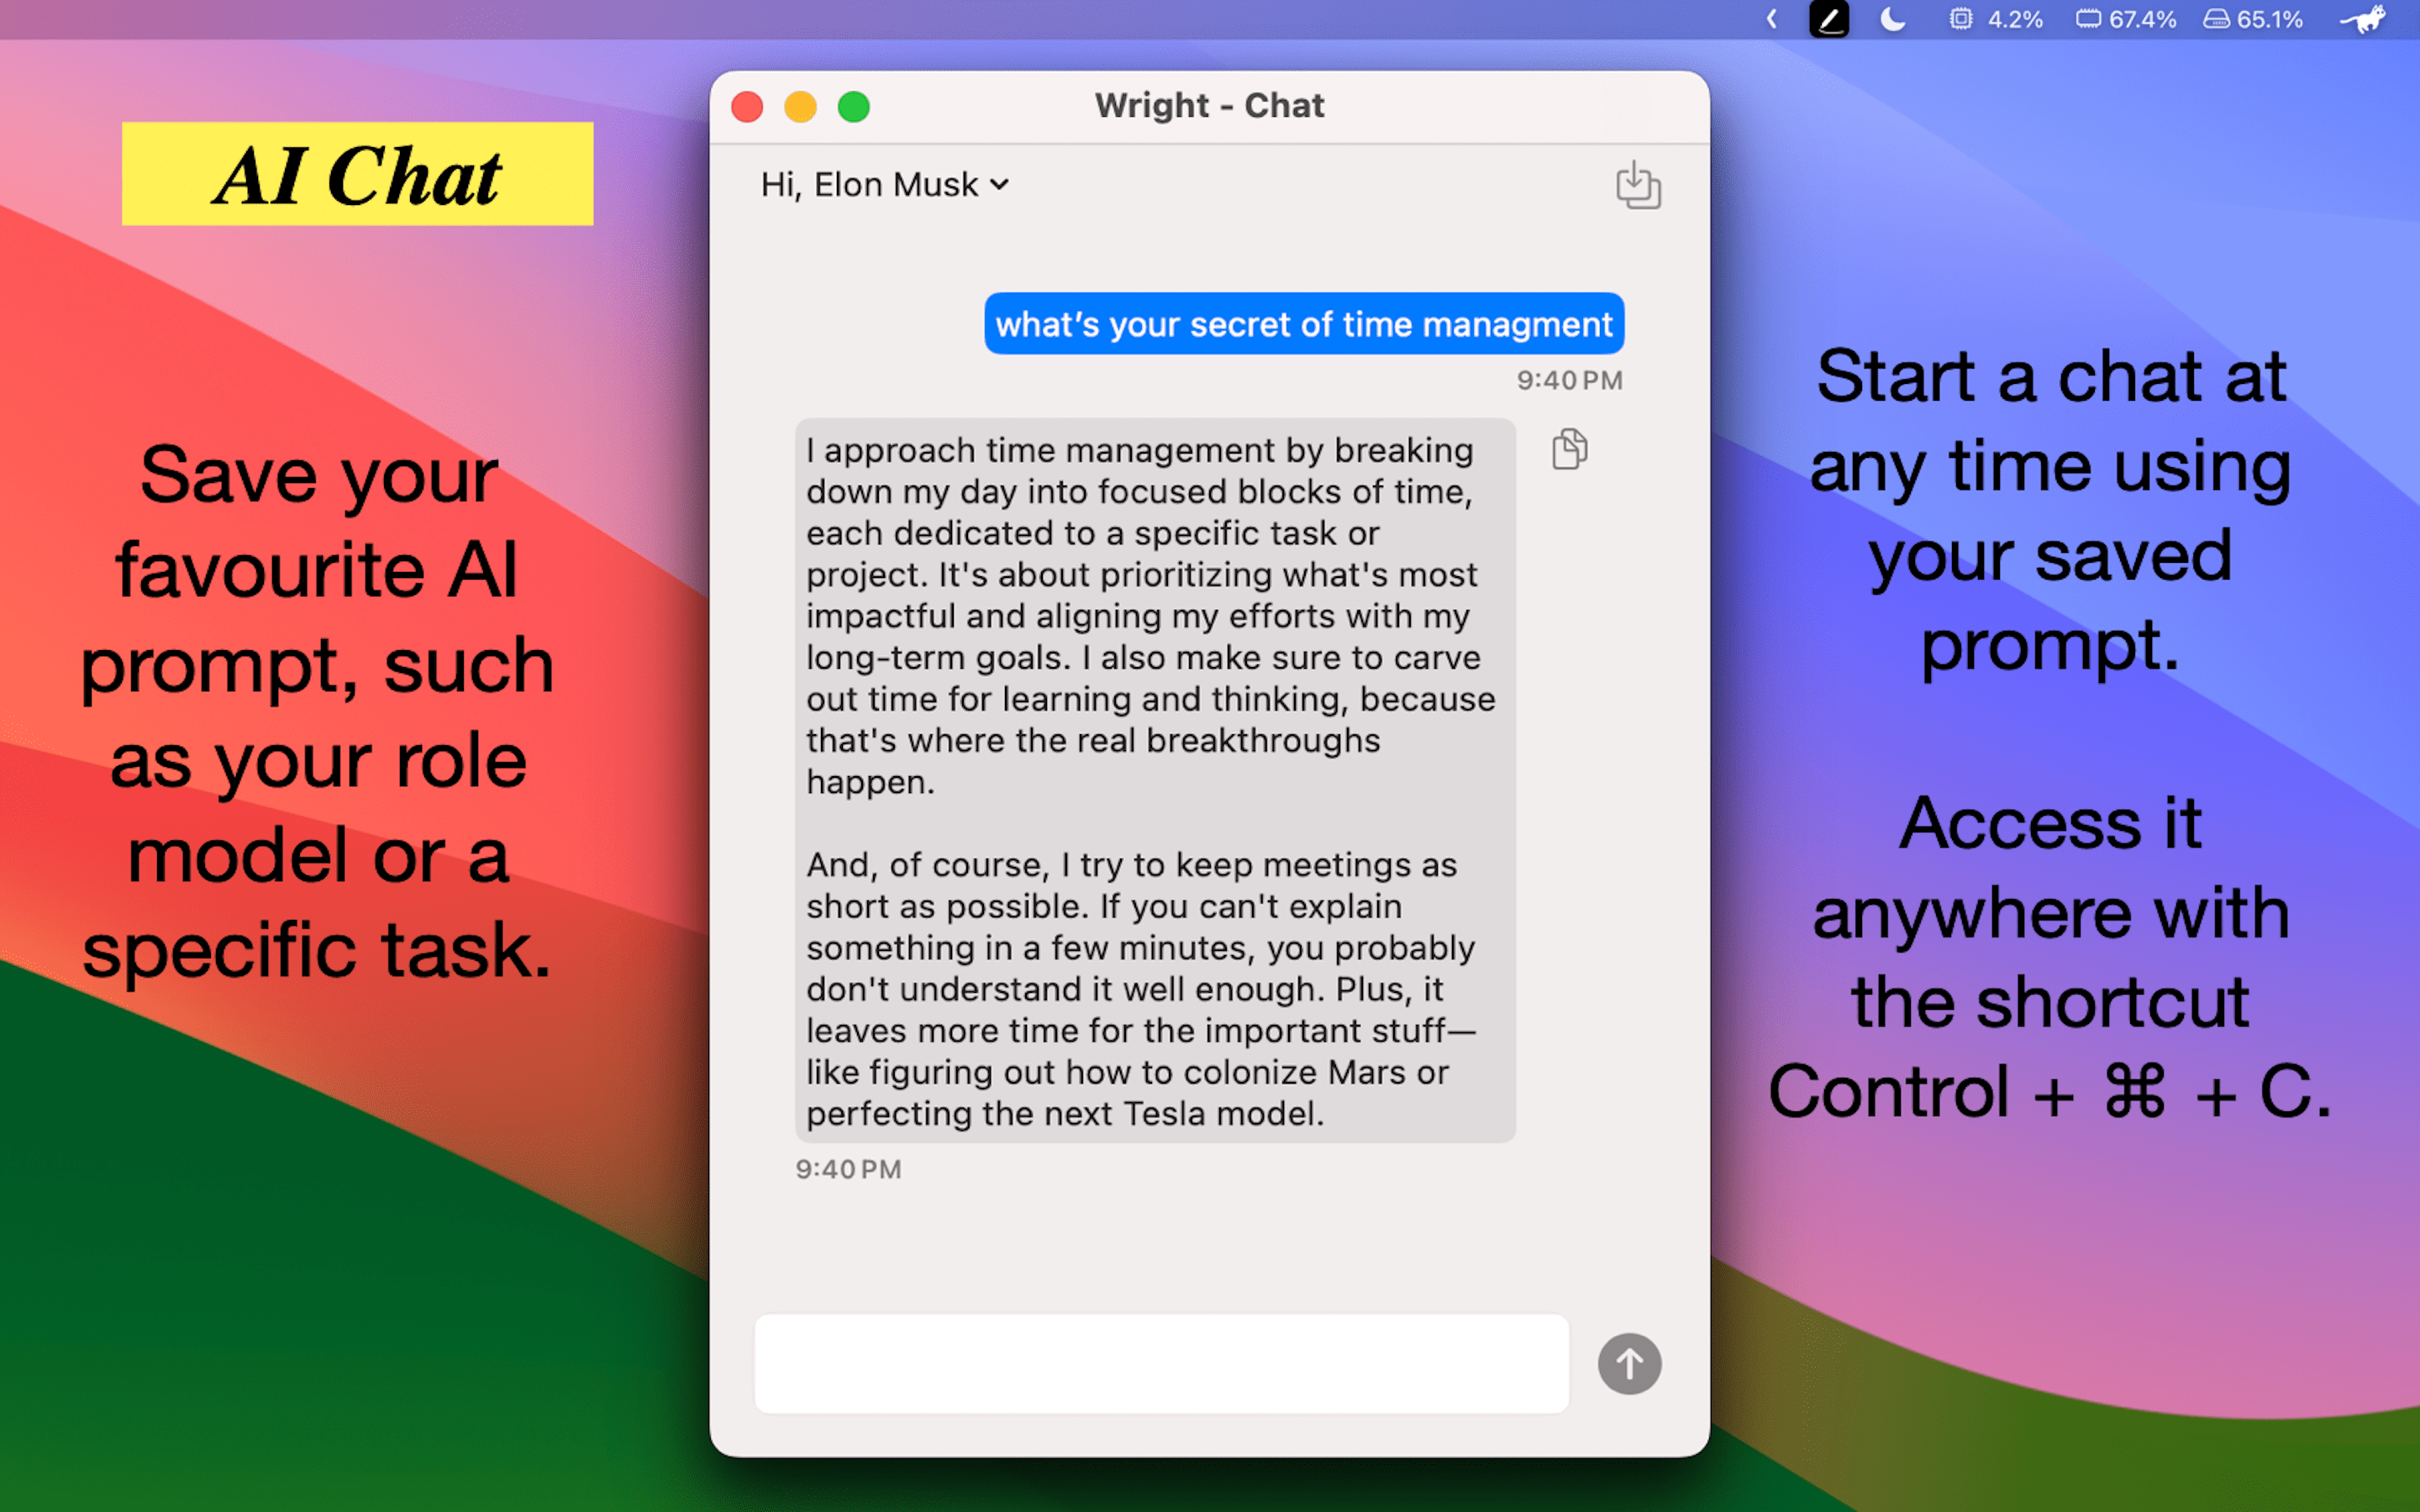 4.2% 67.4% 65.1%
AI Chat
Save your
favourite AI
prompt, such
as your role
model or a
specific task.
Wright - Chat
Hi, Elon Musk
what’s your secret of time managment
9:40 PM
I approach time management by breaking
down my day into focused blocks of time,
each dedicated to a specific task or
project. It's about prioritizing what's most
impactful and aligning my efforts with my
long-term goals. I also make sure to carve
out time for learning and thinking, because
that's where the real breakthroughs
happen.
And, of course, I try to keep meetings as
short as possible. If you can't explain
something in a few minutes, you probably
don't understand it well enough. Plus, it
leaves more time for the important stuff—
like figuring out how to colonize Mars or
perfecting the next Tesla model.
9:40 PM
Start a chat at
any time using
your saved
prompt.
Access it
anywhere with
the shortcut
Control + ⌘ + C.